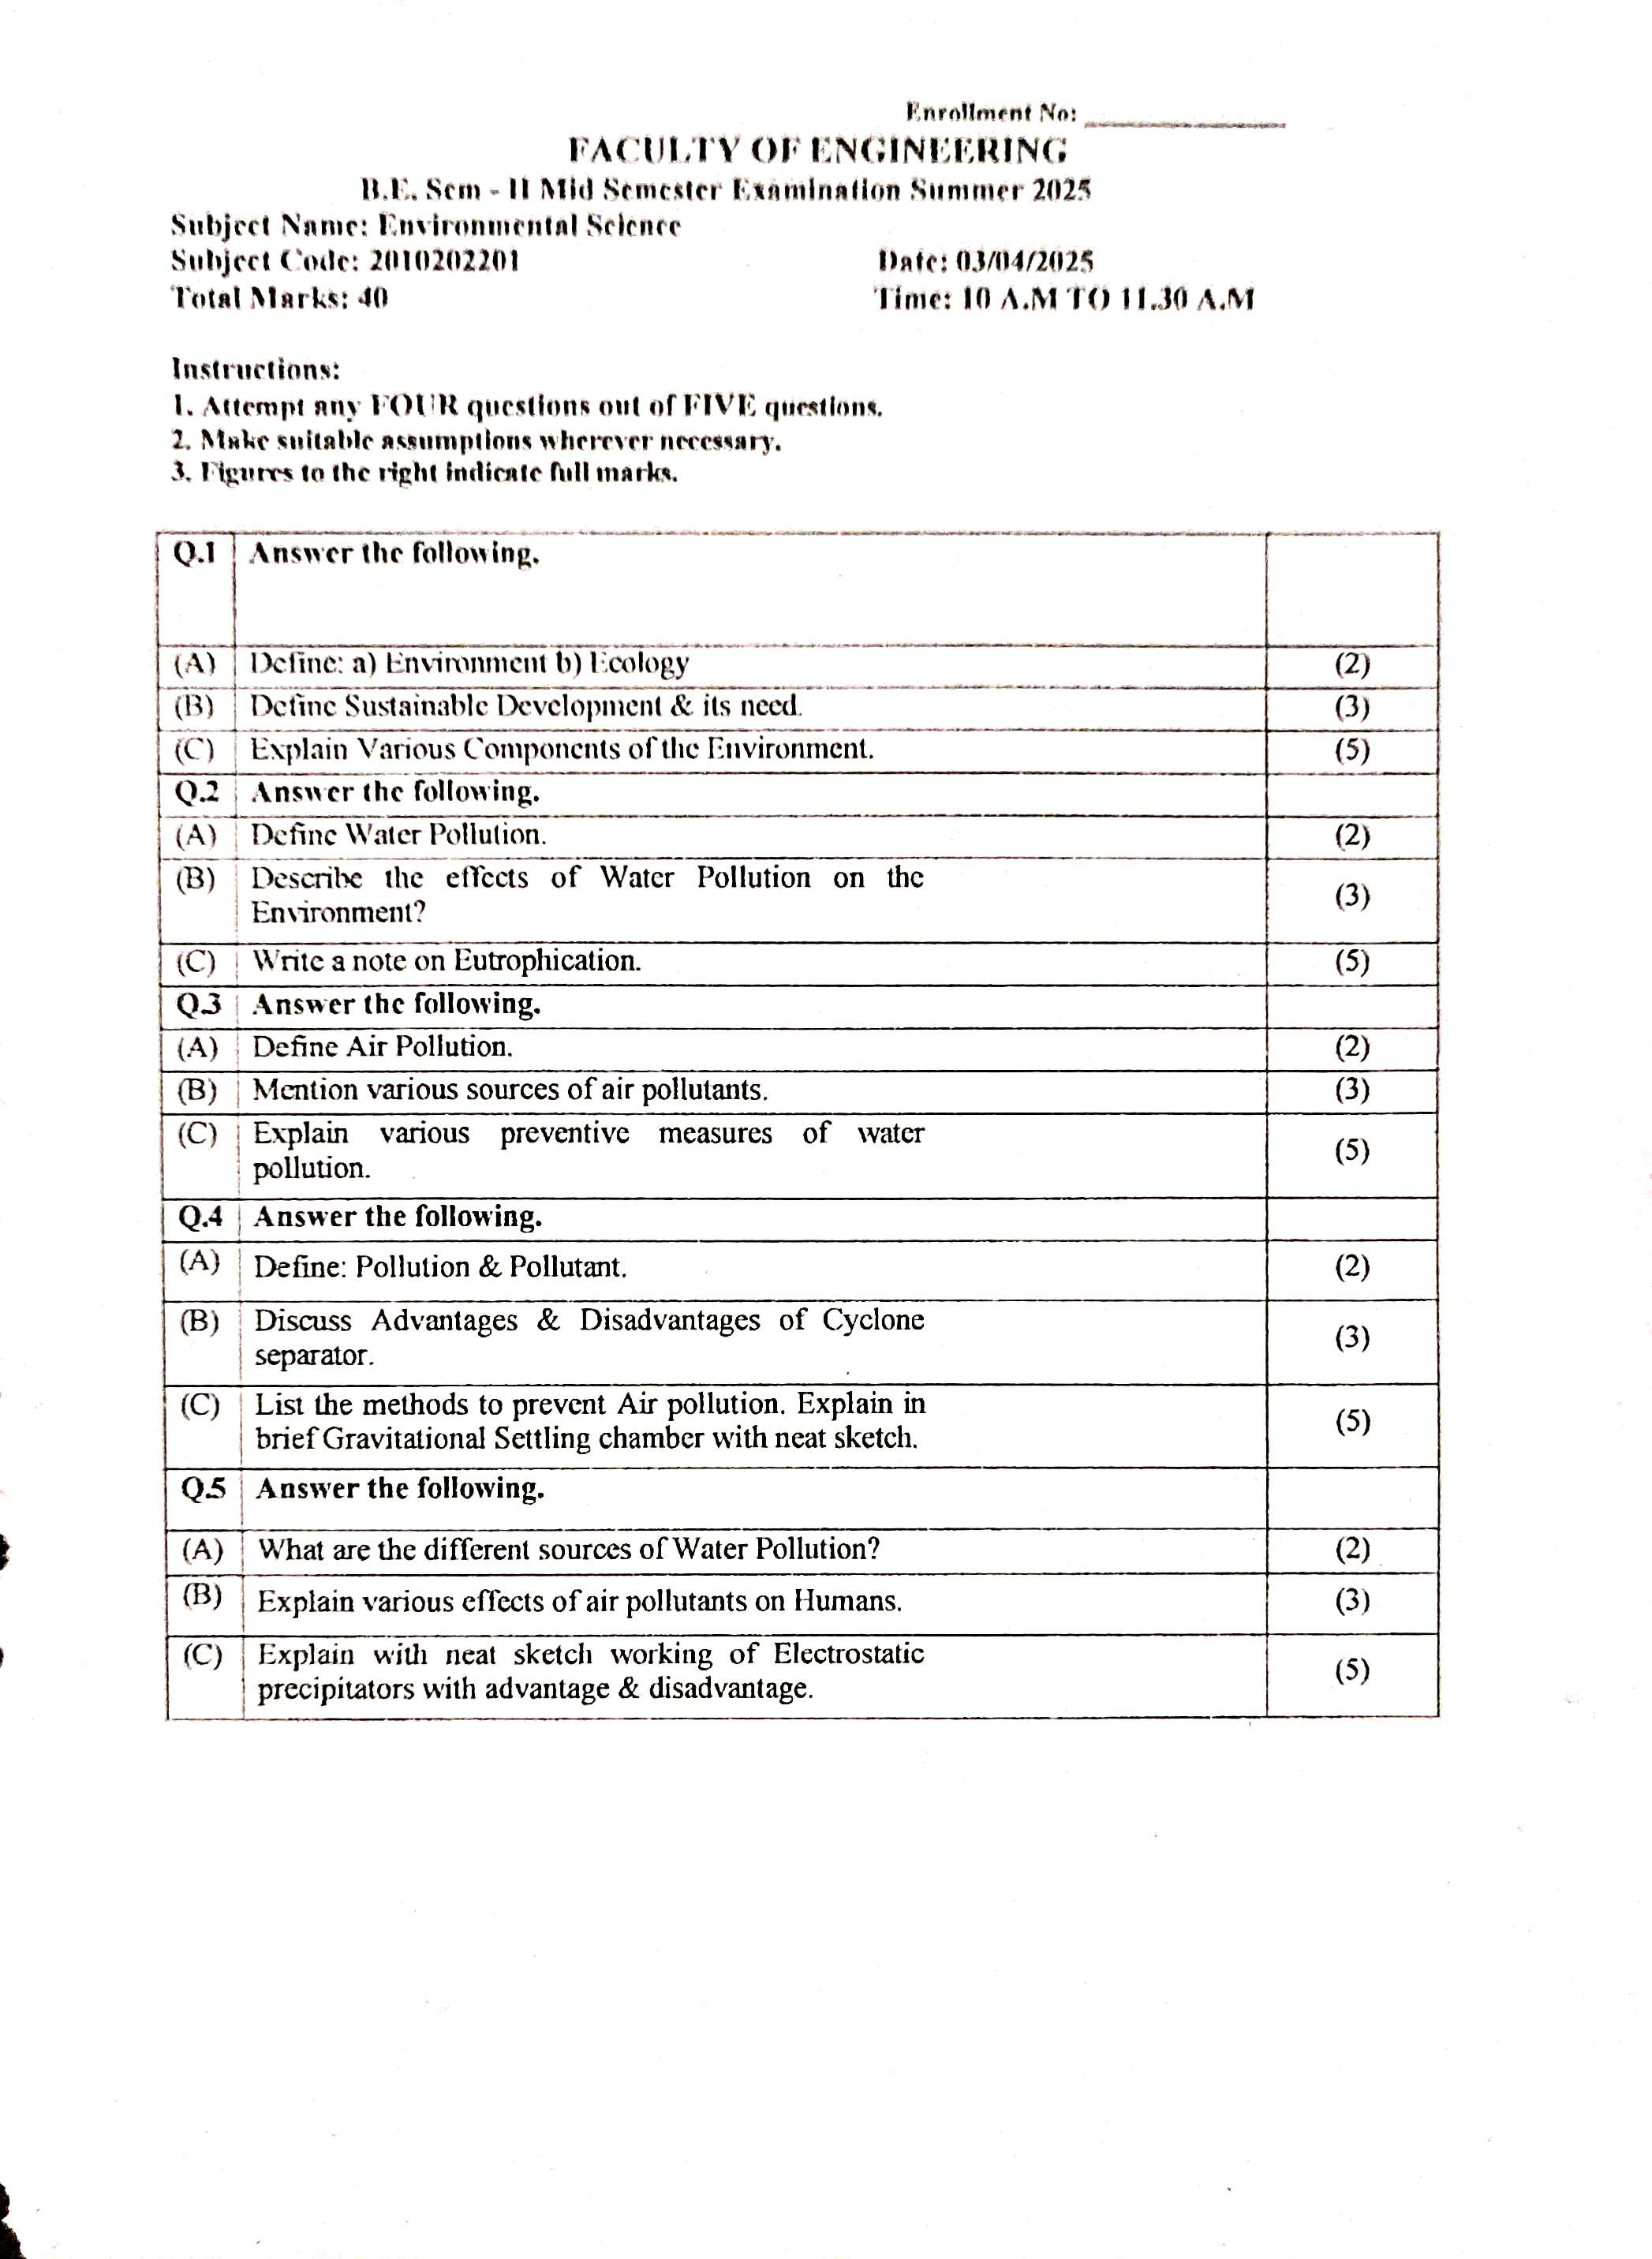 Enrollment No: _______________
FACULTY OF ENGINEERING
B.E. Sem - II Mid Semester Examination Summer 2025
Subject Name: Environmental Science
Subject Code: 2010202201 Date: 03/04/2025
Total Marks: 40 Time: 10 A.M TO 11.30 A.M
Instructions:
1. Attempt any FOUR questions out of FIVE questions.
2. Make suitable assumptions wherever necessary.
3. Figures to the right indicate full marks.
Q.1 Answer the following.
(A) Define: a) Environment b) Ecology (2)
(B) Define Sustainable Development & its need. (3)
(C) Explain Various Components of the Environment. (5)
Q.2 Answer the following.
(A) Define Water Pollution. (2)
(B) Describe the effects of Water Pollution on the
Environment? (3)
(C) Write a note on Eutrophication. (5)
Q.3 Answer the following.
(A) Define Air Pollution. (2)
(B) Mention various sources of air pollutants. (3)
(C) Explain various preventive measures of water
pollution. (5)
Q.4 Answer the following.
(A) Define: Pollution & Pollutant. (2)
(B) Discuss Advantages & Disadvantages of Cyclone
separator. (3)
(C) List the methods to prevent Air pollution. Explain in
brief Gravitational Settling chamber with neat sketch. (5)
Q.5 Answer the following.
(A) What are the different sources of Water Pollution? (2)
(B) Explain various effects of air pollutants on Humans. (3)
(C) Explain with neat sketch working of Electrostatic
precipitators with advantage & disadvantage. (5)